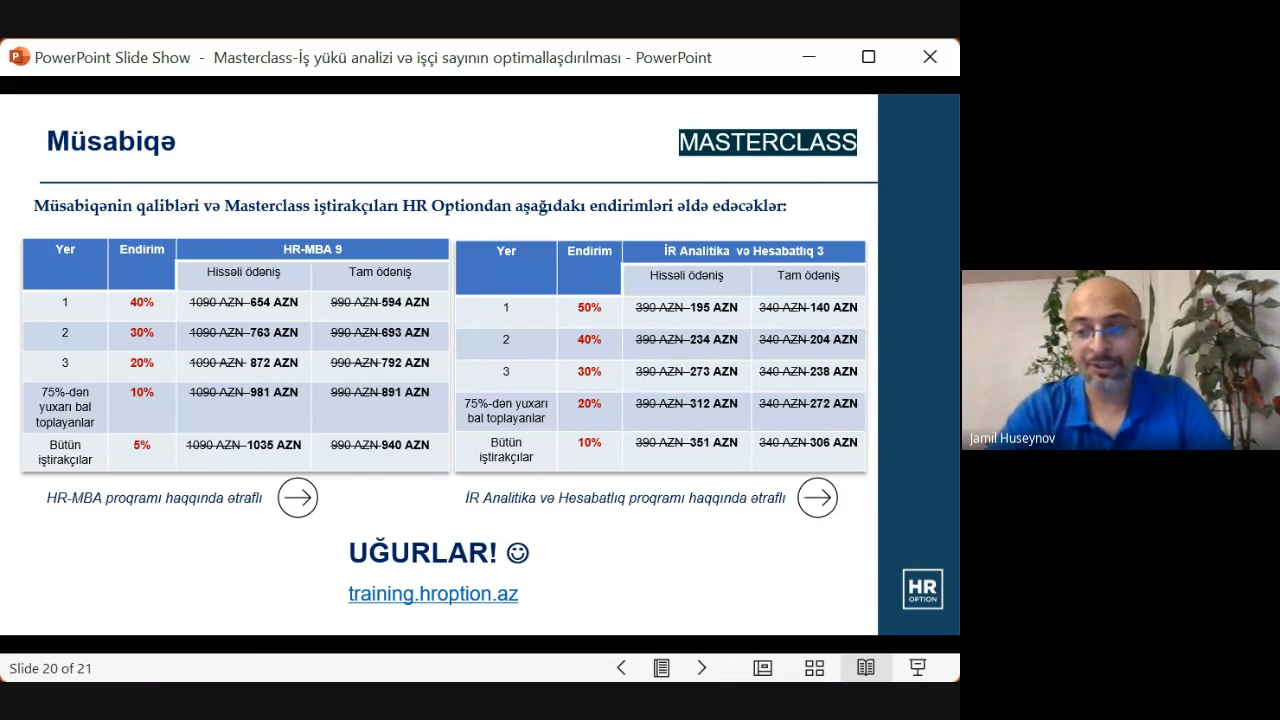 PowerPoint Slide Show - Masterclass-İş yükü analizi və işçi sayının optimallaşdırılması - PowerPoint
Müsabiqə
MASTERCLASS
Müsabiqənin qalibləri və Masterclass iştirakçıları HR Optiondan aşağıdakı endirimləri əldə edəcəklər:
Yer Endirim HR-MBA 9
Hissəli ödəniş Tam ödəniş
1 40% 1090 AZN 654 AZN 990 AZN 594 AZN
2 30% 1090 AZN 763 AZN 990 AZN 693 AZN
3 20% 1090 AZN 872 AZN 990 AZN 792 AZN
75%-dən 10% 1090 AZN 981 AZN 990 AZN 891 AZN
yuxarı bal
toplayanlar
Bütün 5% 1090 AZN 1035 AZN 990 AZN 940 AZN
iştirakçılar
Yer Endirim İR Analitika və Hesabatlıq 3
Hissəli ödəniş Tam ödəniş
1 50% 390 AZN 195 AZN 340 AZN 140 AZN
2 40% 390 AZN 234 AZN 340 AZN 204 AZN
3 30% 390 AZN 273 AZN 340 AZN 238 AZN
75%-dən yuxarı 20% 390 AZN 312 AZN 340 AZN 272 AZN
bal toplayanlar
Bütün 10% 390 AZN 351 AZN 340 AZN 306 AZN
iştirakçılar
HR-MBA proqramı haqqında ətraflı
İR Analitika və Hesabatlıq proqramı haqqında ətraflı
UĞURLAR! ☺
training.hroption.az
HR
OPTION
Slide 20 of 21
Jamil Huseynov